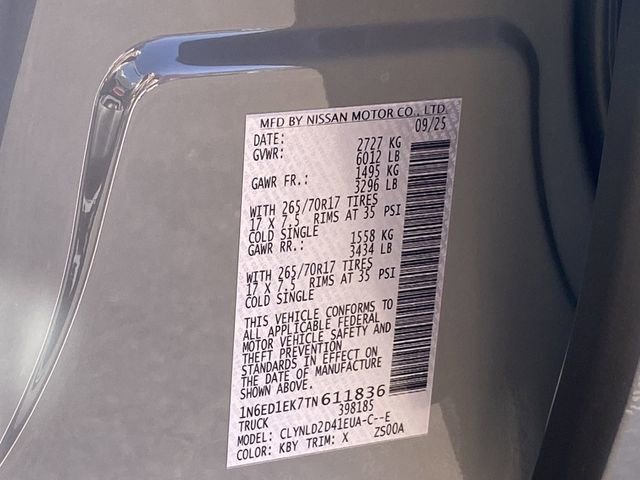 MFD BY NISSAN MOTOR CO., LTD.
DATE: 09/25
GVWR: 2727 KG
6012 LB
GAWR FR.: 1495 KG
3296 LB
WITH 265/70R17 TIRES
17 X 7.5 RIMS AT 35 PSI
COLD SINGLE
GAWR RR.: 1558 KG
3434 LB
WITH 265/70R17 TIRES
17 X 7.5 RIMS AT 35 PSI
COLD SINGLE
THIS VEHICLE CONFORMS TO
ALL APPLICABLE FEDERAL
MOTOR VEHICLE SAFETY AND
THEFT PREVENTION
STANDARDS IN EFFECT ON
THE DATE OF MANUFACTURE
SHOWN ABOVE.
1N6ED1EK7TN611836
TRUCK 398185
MODEL: CLYNLD2D41EUA-C--E
COLOR: KBY TRIM: X ZS00A